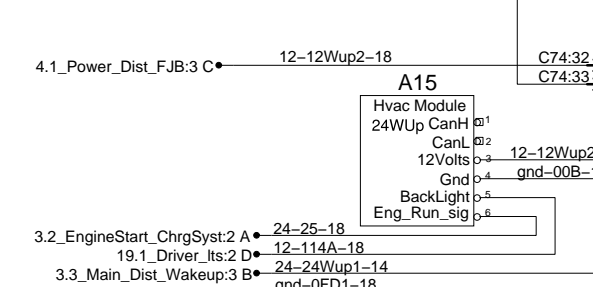 12-12Wup2-18
4.1_Power_Dist_FJB:3 C
C74:32
C74:33
A15
Hvac Module
24WUp CanH 1
CanL 2
12Volts 3 12-12Wup2
Gnd 4 gnd-00B-
BackLight 5
Eng_Run_sig 6
24-25-18
3.2_EngineStart_ChrgSyst:2 A
12-114A-18
19.1_Driver_lts:2 D
24-24Wup1-14
3.3_Main_Dist_Wakeup:3 B
gnd-0FD1-18